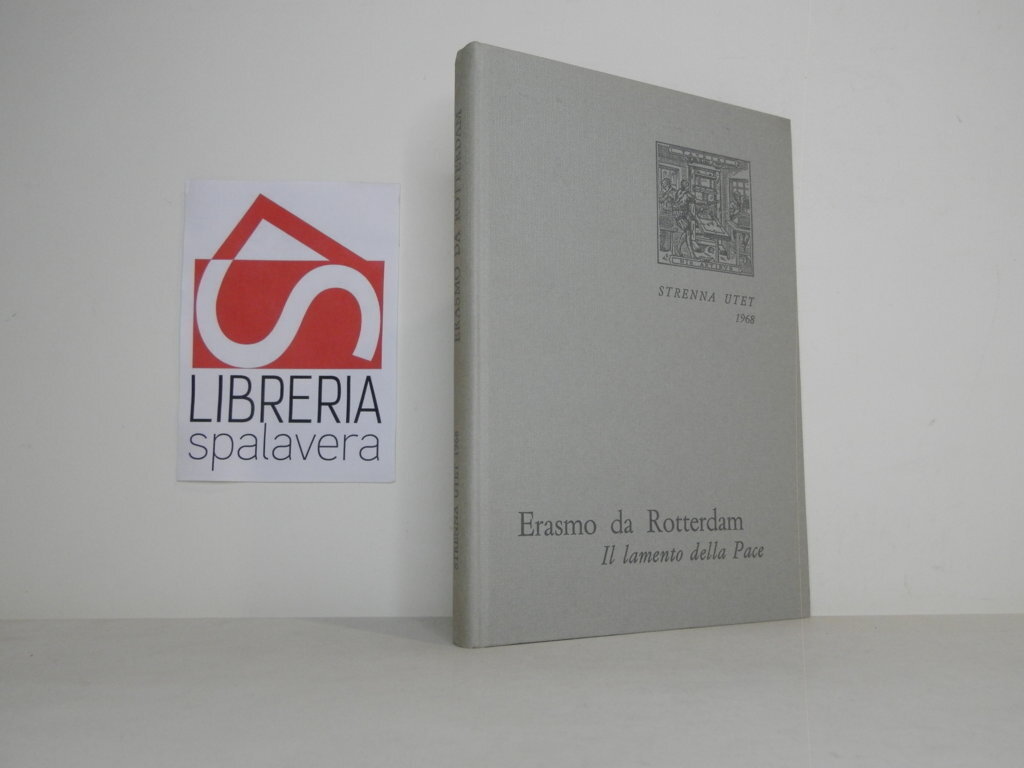 LIBRERIA
spalavera
ERASMO DA ROTTERDAM
STRENNA UTET 1968
STRENNA UTET
1968
Erasmo da Rotterdam
Il lamento della Pace